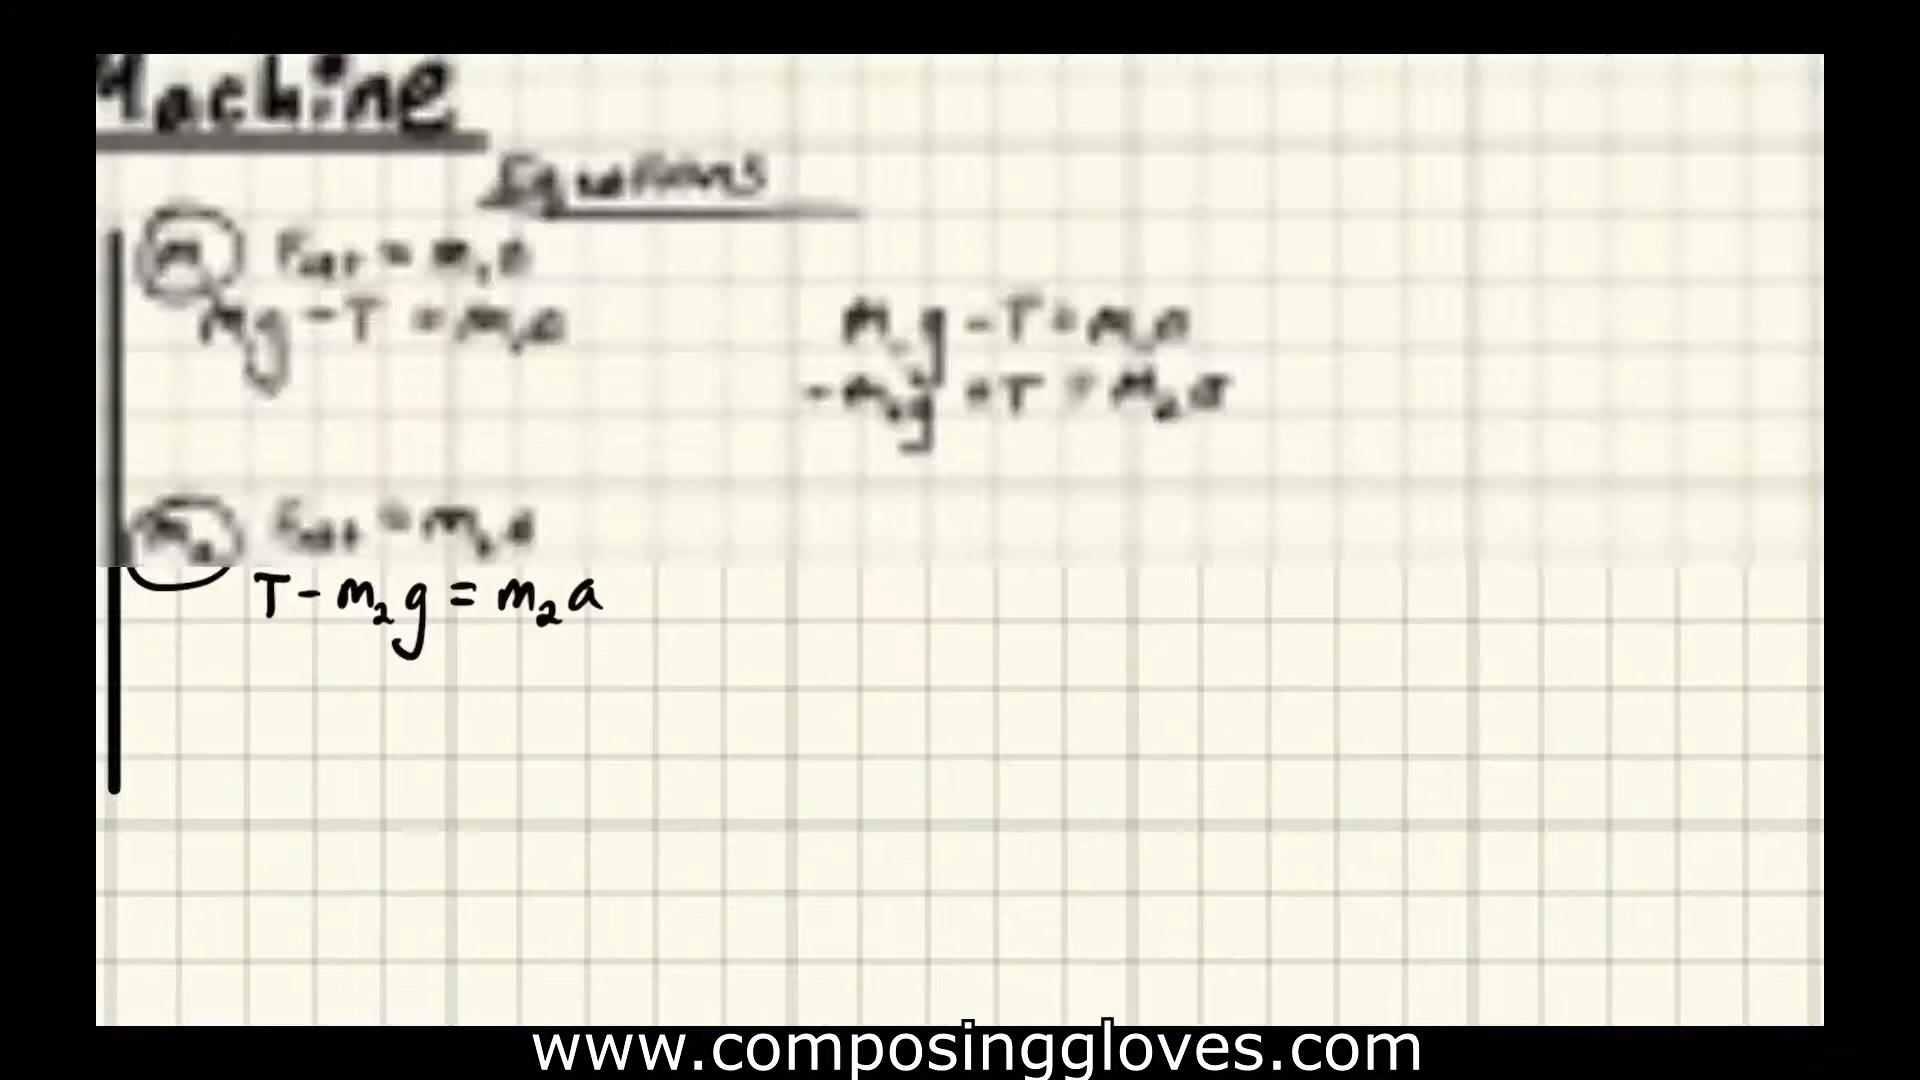 Machine
Equations
m₁ Fnet = m₁a
m₁g - T = m₁a
m₁g - T = m₁a
-m₂g + T = m₂a
m₂ Fnet = m₂a
T - m₂g = m₂a
www.composinggloves.com